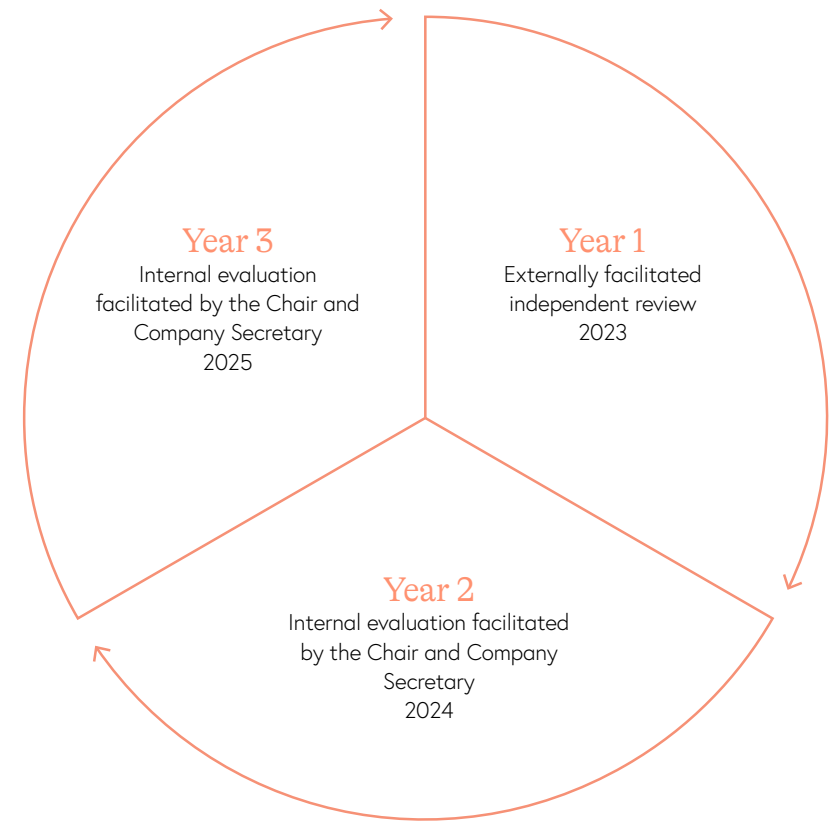 Year 3
Internal evaluation
facilitated by the Chair and
Company Secretary
2025
Year 1
Externally facilitated
independent review
2023
Year 2
Internal evaluation facilitated
by the Chair and Company
Secretary
2024